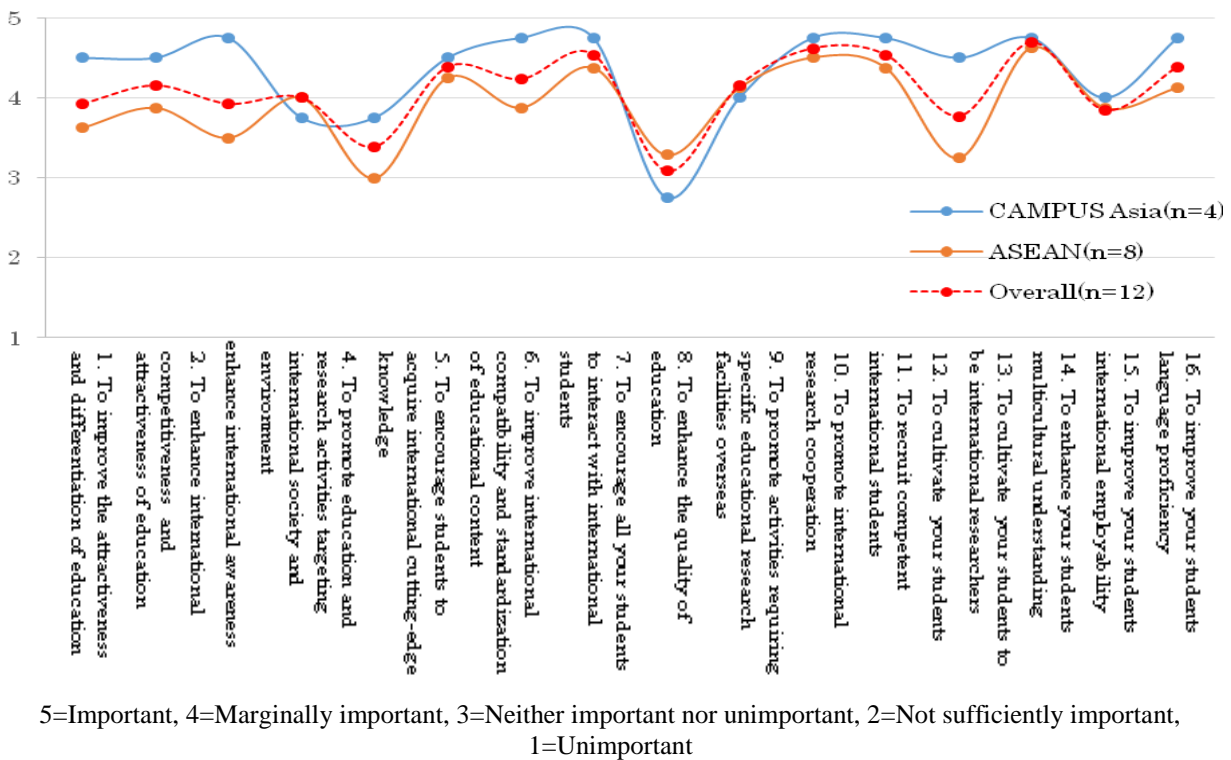 5
4
3
2
1
CAMPUS Asia(n=4)
ASEAN(n=8)
Overall(n=12)
1. To improve the attractiveness
and differentiation of education
2. To enhance international
competitiveness and
attractiveness of education
environment
enhance international awareness
4. To promote education and
research activities targeting
international society and
5. To encourage students to
acquire international cutting-edge
knowledge
6. To improve international
compatibility and standardization
of educational content
7. To encourage all your students
to interact with international
students
8. To enhance the quality of
education
9. To promote activities requiring
specific educational research
facilities overseas
10. To promote international
research cooperation
11. To recruit competent
international students
12. To cultivate your students
13. To cultivate your students to
be international researchers
14. To enhance your students
multicultural understanding
15. To improve your students
international employability
16. To improve your students
language proficiency
5=Important, 4=Marginally important, 3=Neither important nor unimportant, 2=Not sufficiently important,
1=Unimportant